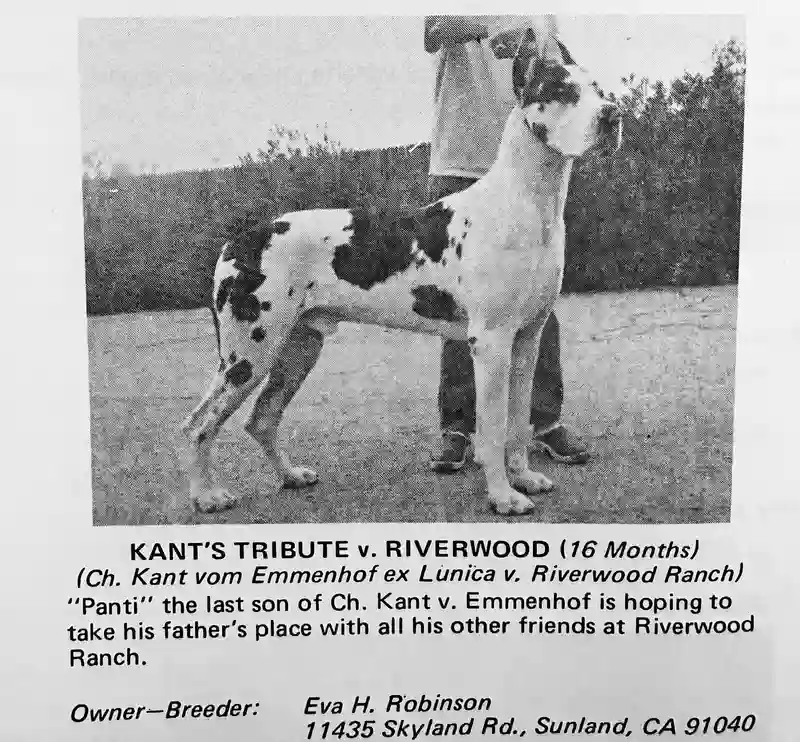 KANT'S TRIBUTE v. RIVERWOOD (16 Months)
(Ch. Kant vom Emmenhof ex Lunica v. Riverwood Ranch)
"Panti" the last son of Ch. Kant v. Emmenhof is hoping to
take his father's place with all his other friends at Riverwood
Ranch.
Owner—Breeder: Eva H. Robinson
11435 Skyland Rd., Sunland, CA 91040